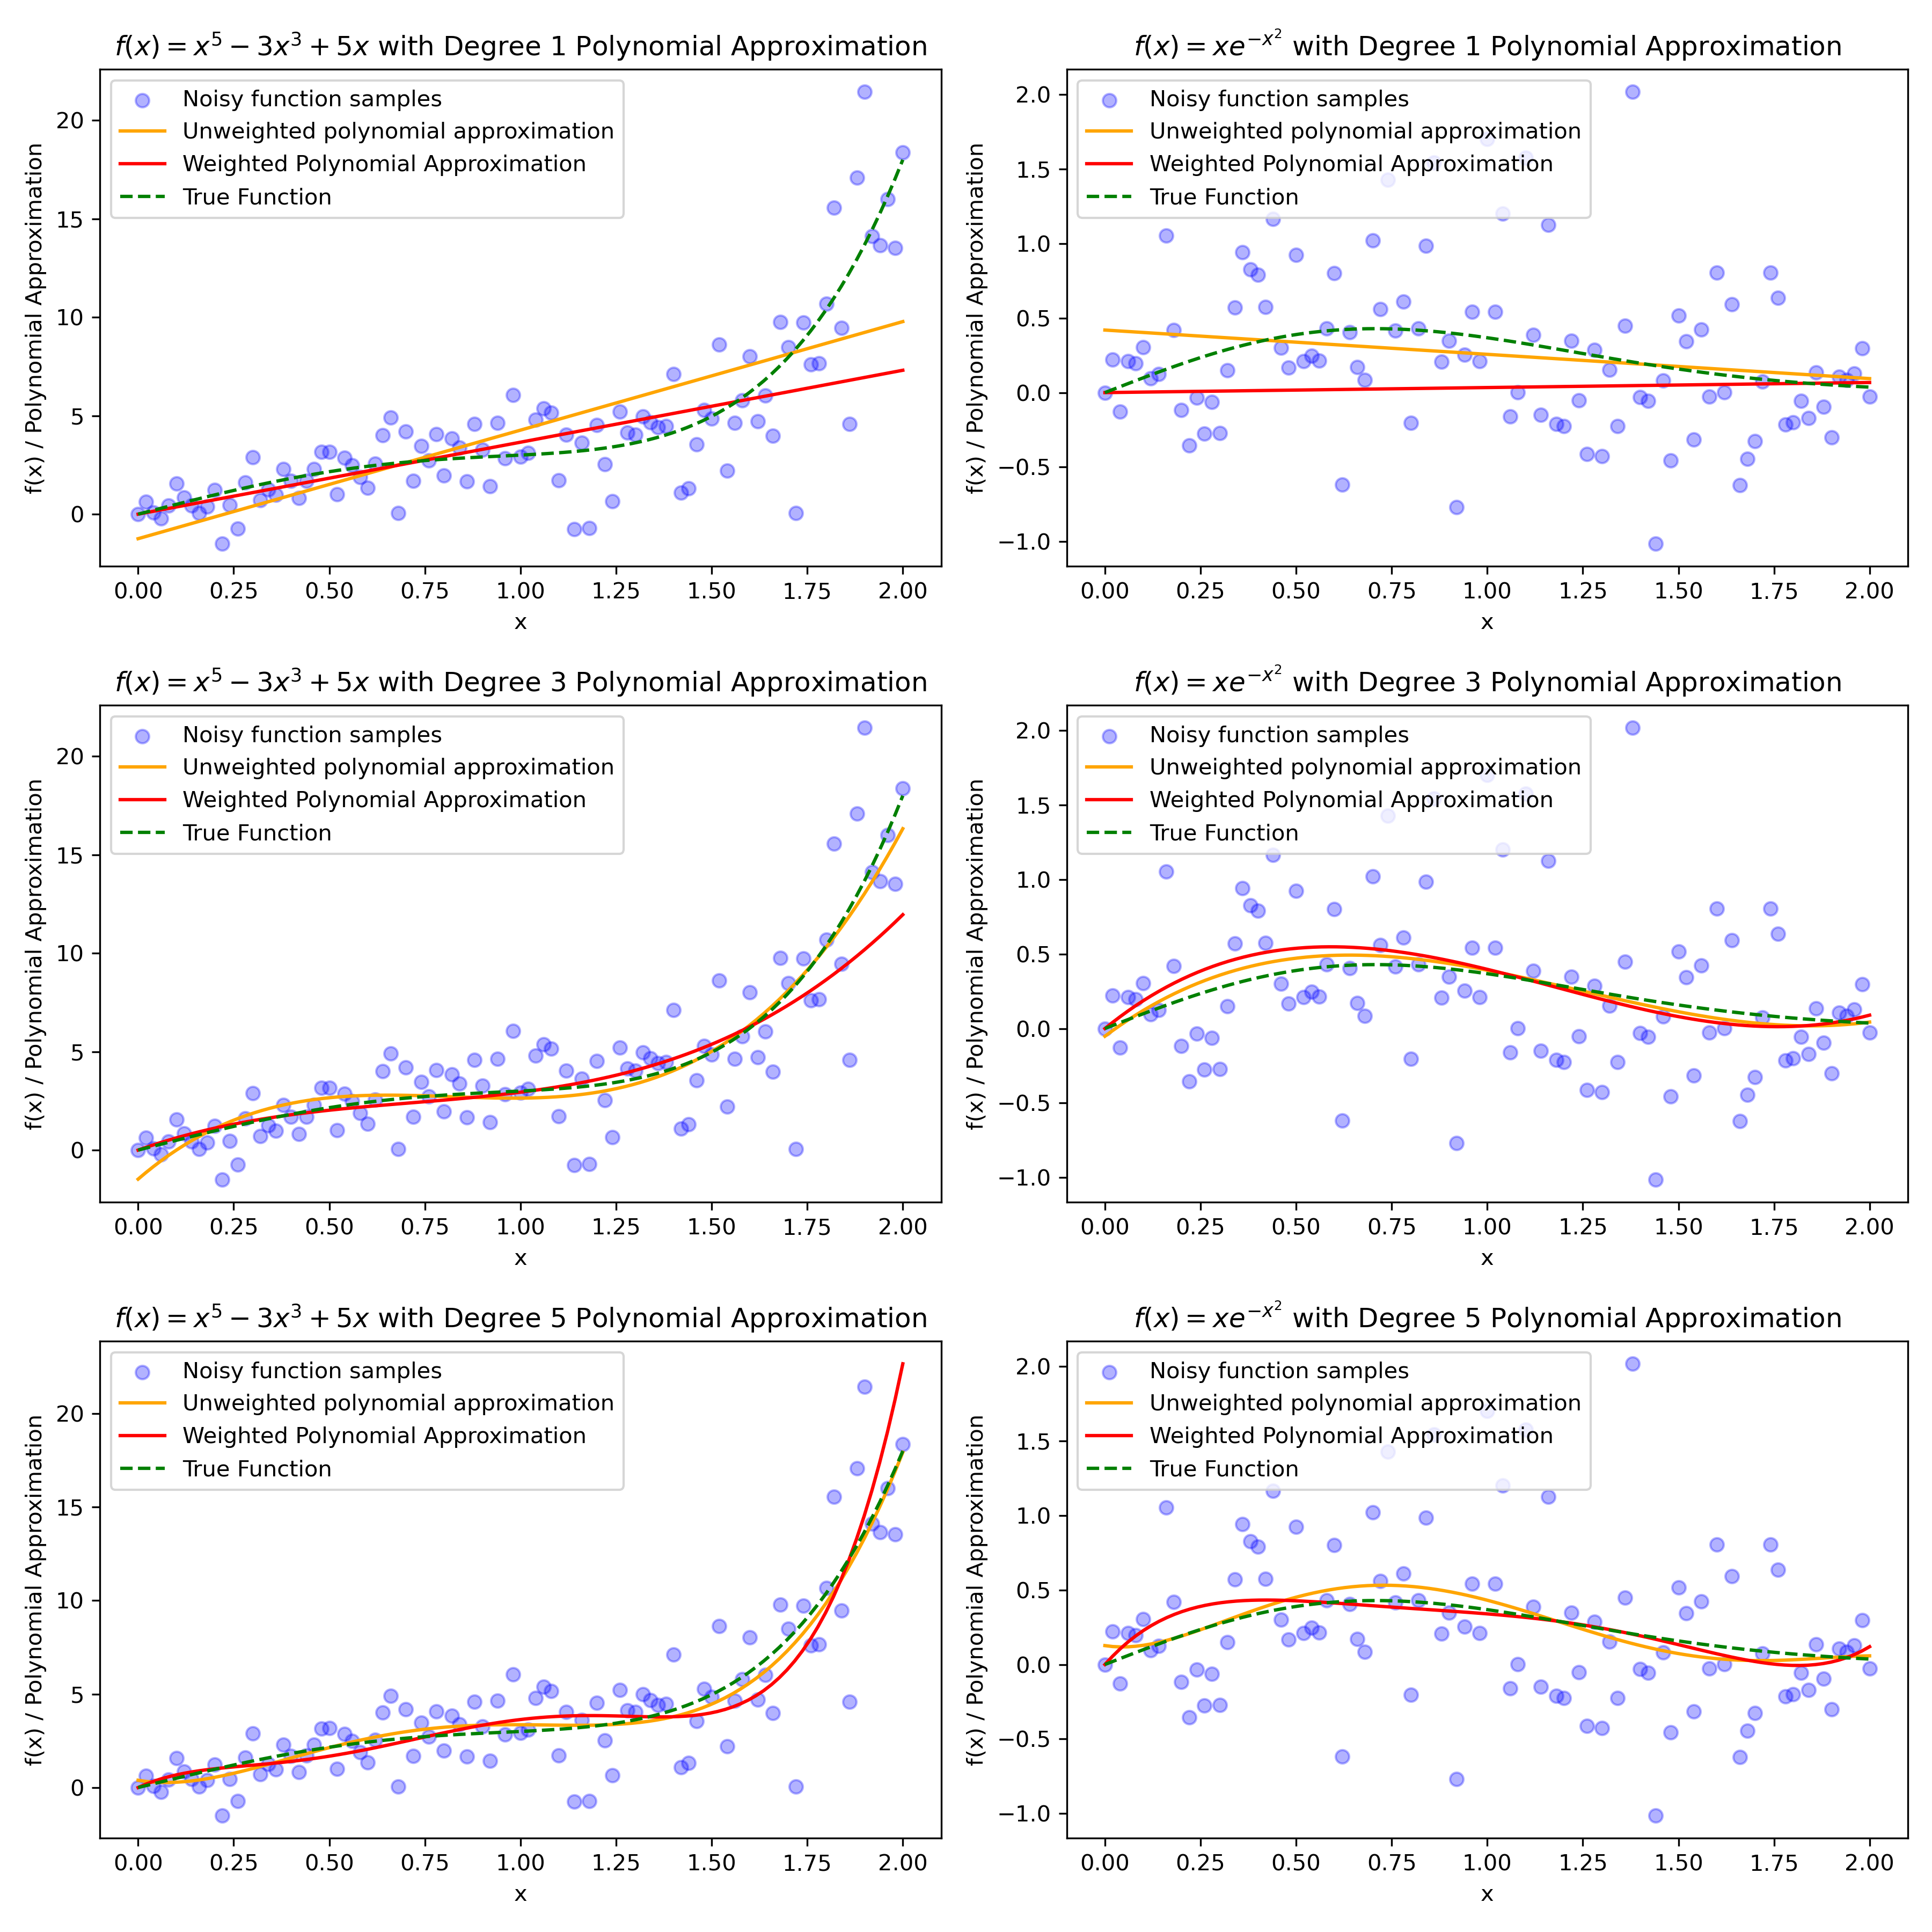 f(x) = x⁵ − 3x³ + 5x with Degree 1 Polynomial Approximation
Noisy function samples
Unweighted polynomial approximation
Weighted Polynomial Approximation
True Function
20
15
10
5
0
f(x) / Polynomial Approximation
0.00 0.25 0.50 0.75 1.00 1.25 1.50 1.75 2.00
x
f(x) = xe^{−x²} with Degree 1 Polynomial Approximation
Noisy function samples
Unweighted polynomial approximation
Weighted Polynomial Approximation
True Function
2.0
1.5
1.0
0.5
0.0
−0.5
−1.0
f(x) / Polynomial Approximation
0.00 0.25 0.50 0.75 1.00 1.25 1.50 1.75 2.00
x
f(x) = x⁵ − 3x³ + 5x with Degree 3 Polynomial Approximation
Noisy function samples
Unweighted polynomial approximation
Weighted Polynomial Approximation
True Function
20
15
10
5
0
f(x) / Polynomial Approximation
0.00 0.25 0.50 0.75 1.00 1.25 1.50 1.75 2.00
x
f(x) = xe^{−x²} with Degree 3 Polynomial Approximation
Noisy function samples
Unweighted polynomial approximation
Weighted Polynomial Approximation
True Function
2.0
1.5
1.0
0.5
0.0
−0.5
−1.0
f(x) / Polynomial Approximation
0.00 0.25 0.50 0.75 1.00 1.25 1.50 1.75 2.00
x
f(x) = x⁵ − 3x³ + 5x with Degree 5 Polynomial Approximation
Noisy function samples
Unweighted polynomial approximation
Weighted Polynomial Approximation
True Function
20
15
10
5
0
f(x) / Polynomial Approximation
0.00 0.25 0.50 0.75 1.00 1.25 1.50 1.75 2.00
x
f(x) = xe^{−x²} with Degree 5 Polynomial Approximation
Noisy function samples
Unweighted polynomial approximation
Weighted Polynomial Approximation
True Function
2.0
1.5
1.0
0.5
0.0
−0.5
−1.0
f(x) / Polynomial Approximation
0.00 0.25 0.50 0.75 1.00 1.25 1.50 1.75 2.00
x